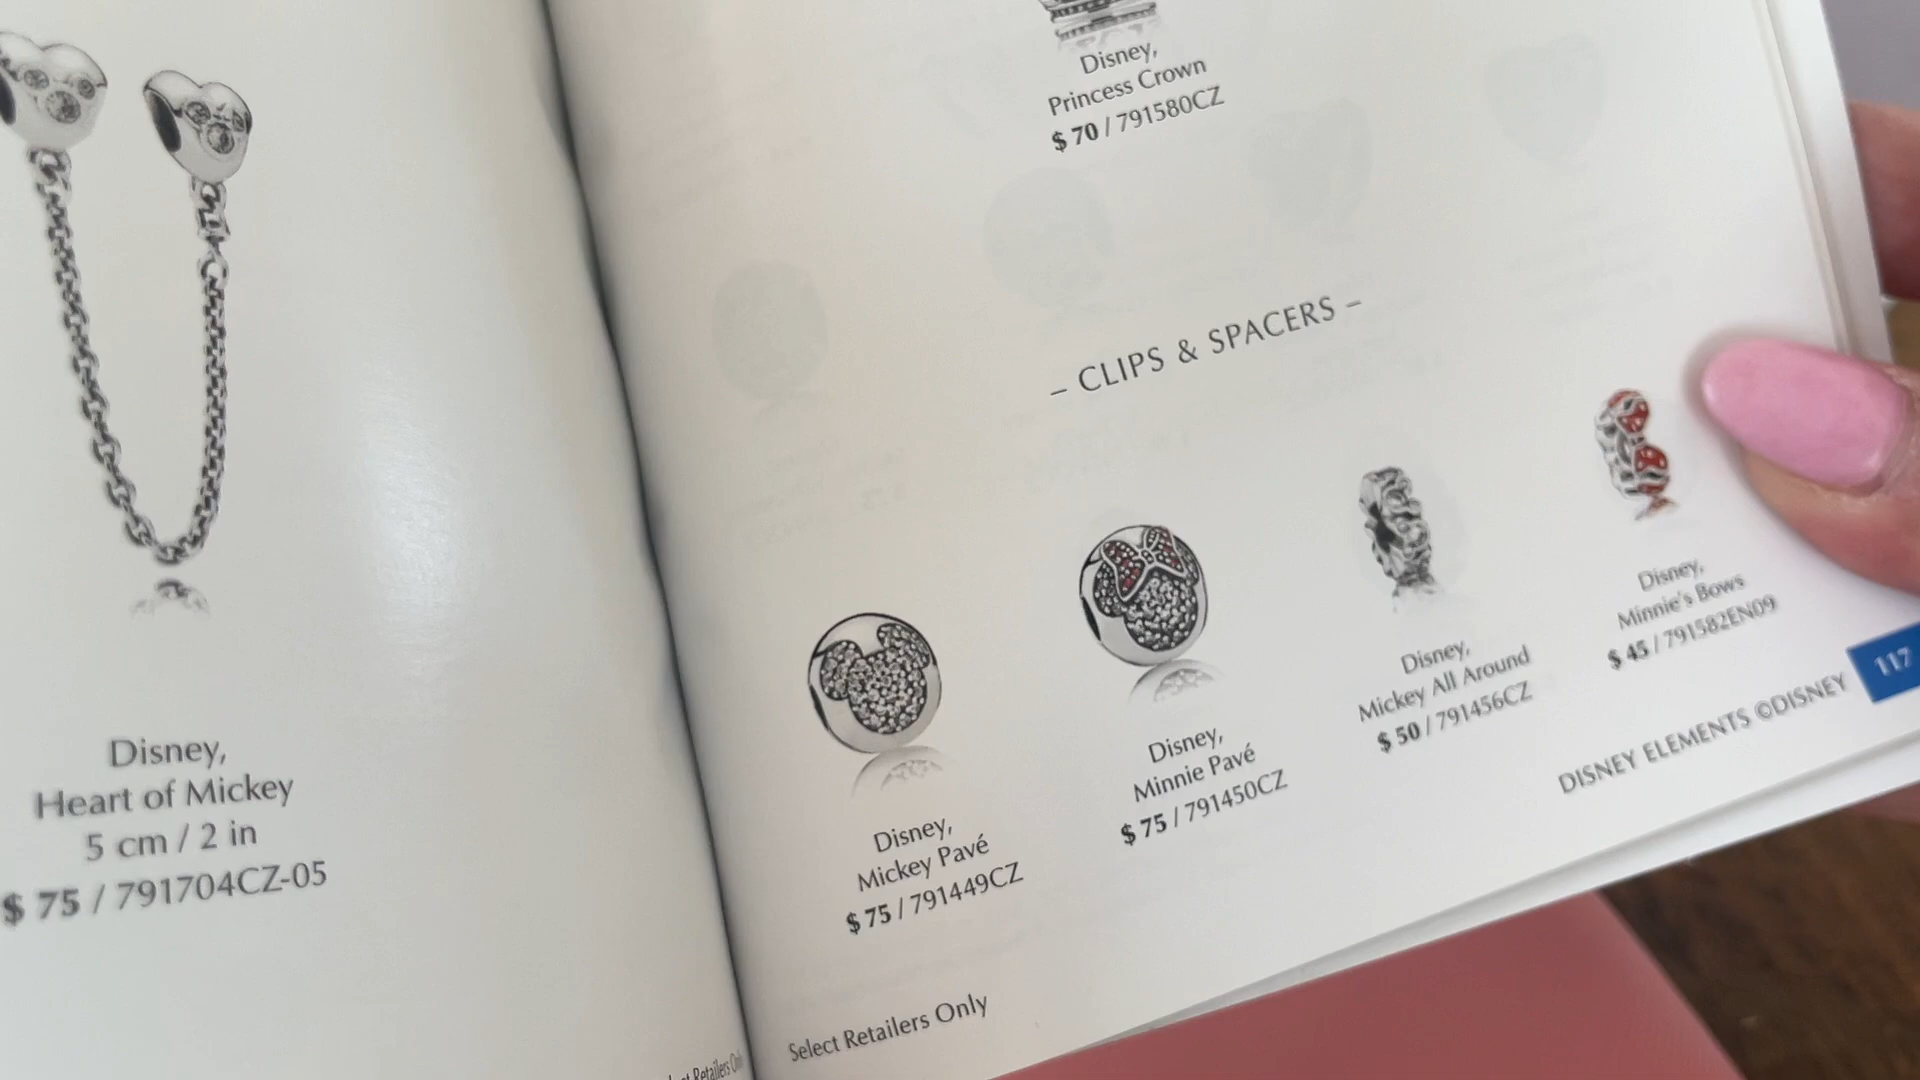 Disney,
Heart of Mickey
5 cm / 2 in
$ 75 / 791704CZ-05
Retailers
Disney,
Princess Crown
$ 70 / 791580CZ
– CLIPS & SPACERS –
Disney,
Mickey Pavé
$ 75 / 791449CZ
Disney,
Minnie Pavé
$ 75 / 791450CZ
Disney,
Mickey All Around
$ 50 / 791456CZ
Disney,
Minnie's Bows
$ 45 / 791582EN09
Select Retailers Only
DISNEY ELEMENTS ©DISNEY
117